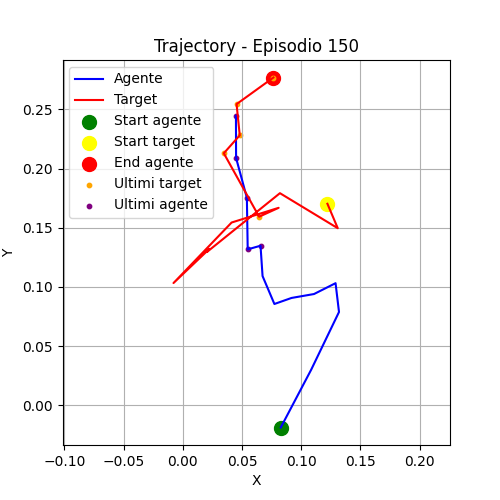 Trajectory - Episodio 150
Agente
Target
Start agente
Start target
End agente
Ultimi target
Ultimi agente
Y
0.25
0.20
0.15
0.10
0.05
0.00
−0.10 −0.05 0.00 0.05 0.10 0.15 0.20
X